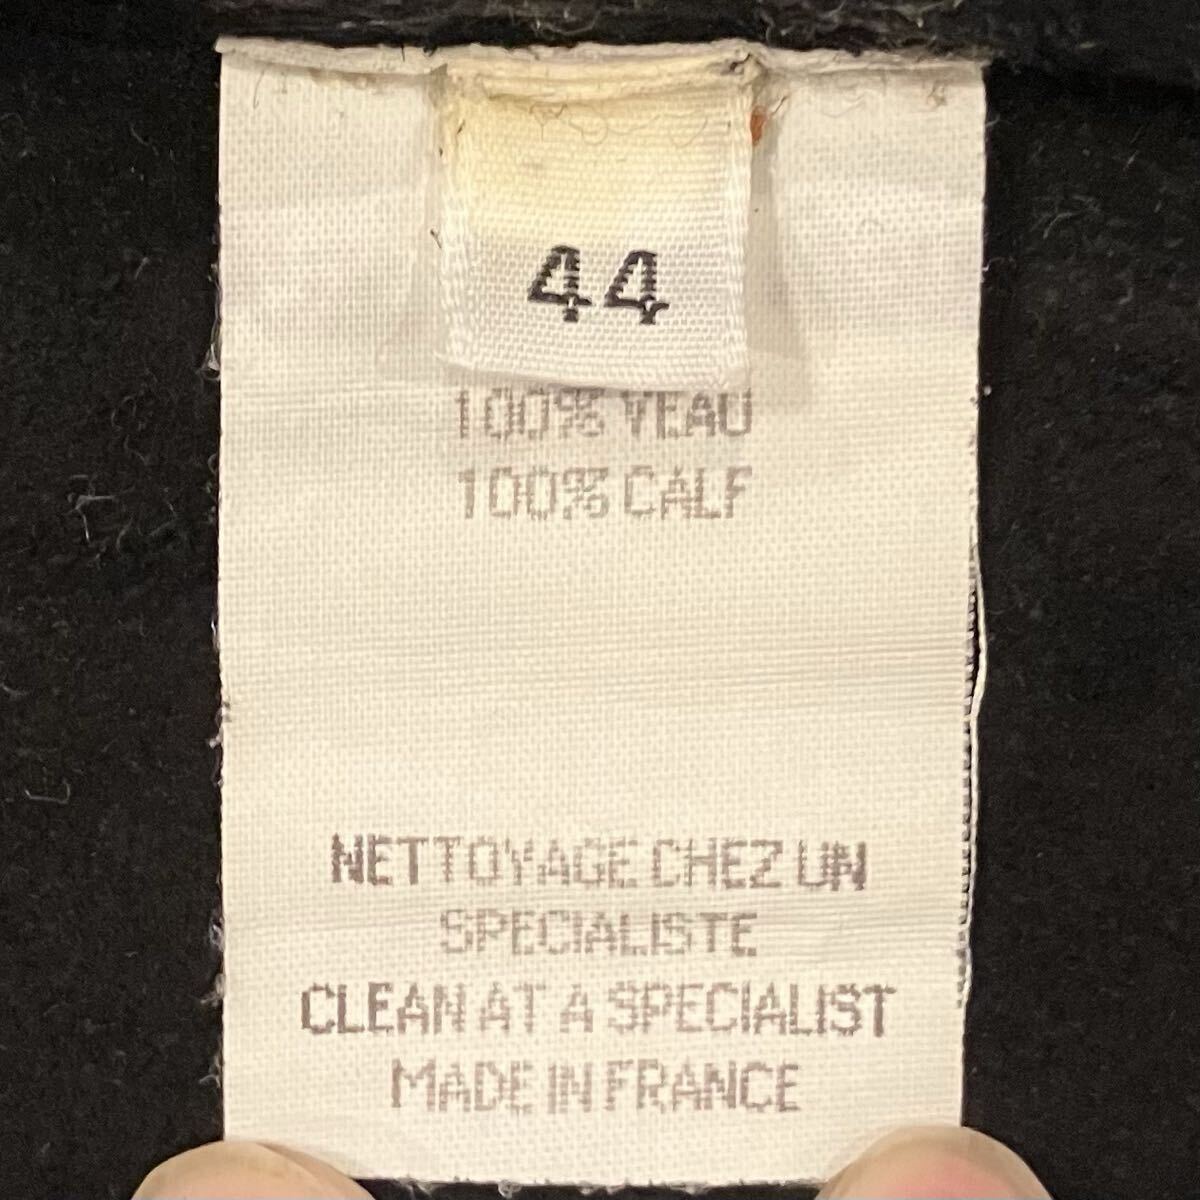 44
100% VEAU
100% CALF
NETTOYAGE CHEZ UN
SPECIALISTE
CLEAN AT A SPECIALIST
MADE IN FRANCE